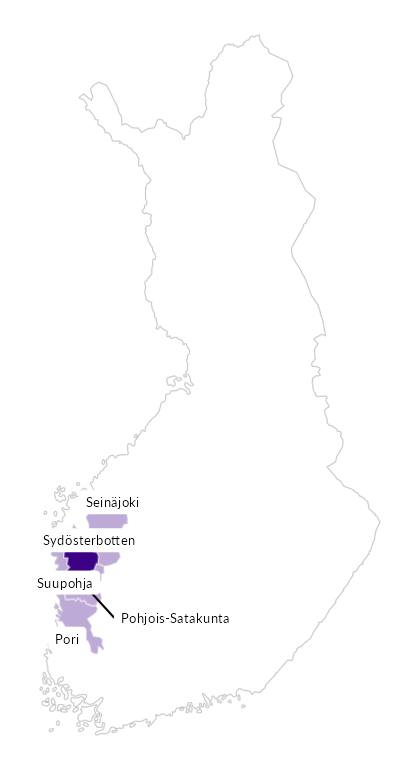 Seinäjoki
Sydösterbotten
Suupohja
Pohjois-Satakunta
Pori